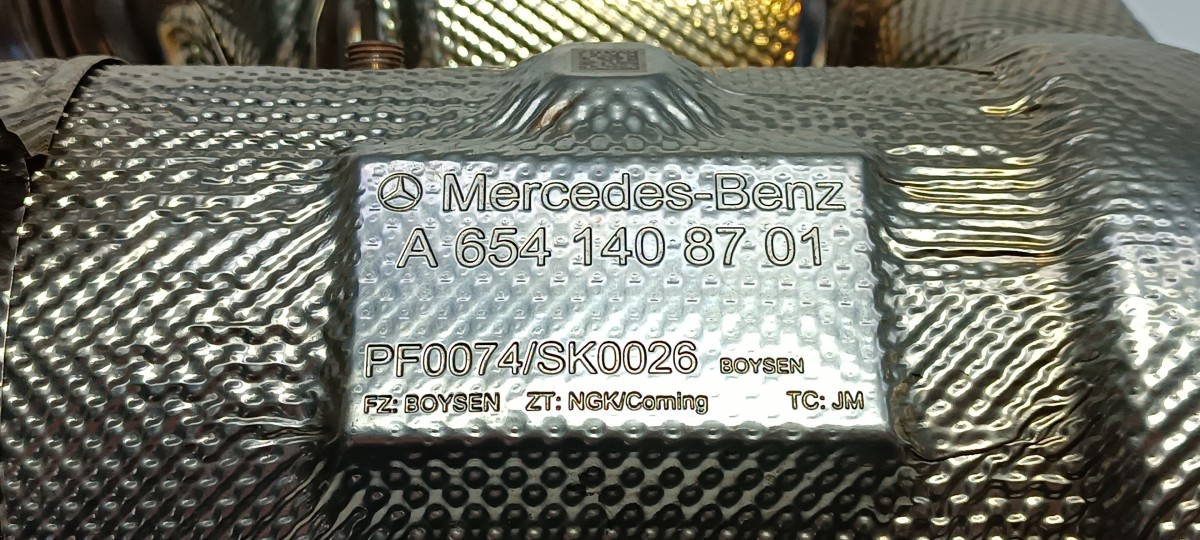 Mercedes-Benz
A 654 140 87 01
PF0074/SK0026 BOYSEN
FZ: BOYSEN ZT: NGK/Corning TC: JM